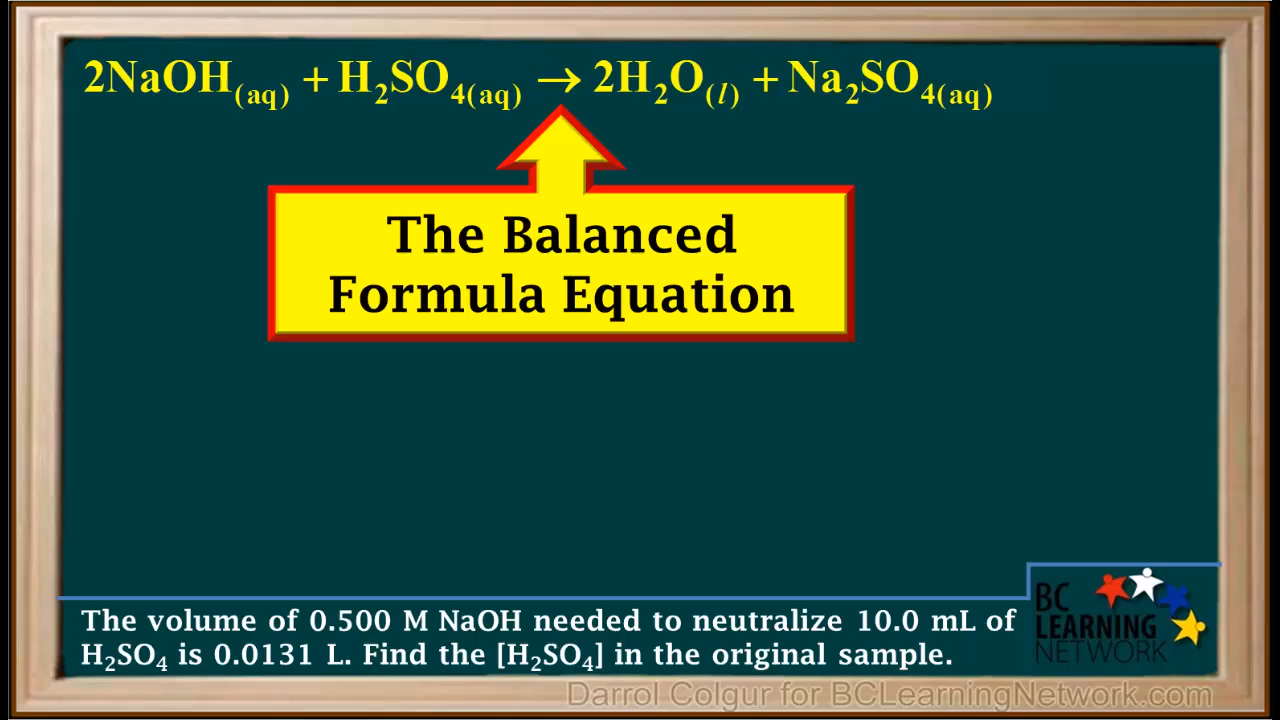 2NaOH(aq) + H₂SO₄(aq) → 2H₂O(l) + Na₂SO₄(aq)
The Balanced
Formula Equation
The volume of 0.500 M NaOH needed to neutralize 10.0 mL of
H₂SO₄ is 0.0131 L. Find the [H₂SO₄] in the original sample.
BC
LEARNING
NETWORK
Darrol Colgur for BCLearningNetwork.com